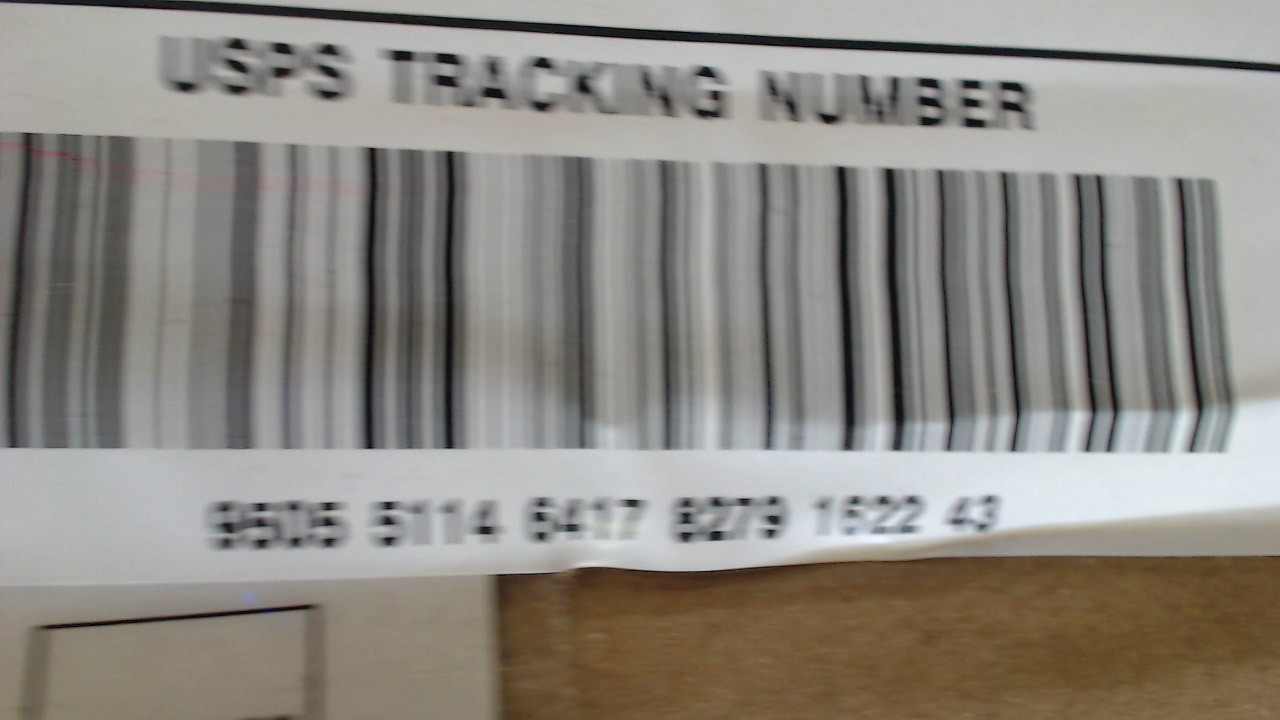 USPS TRACKING NUMBER
9505 5114 6417 8279 1622 43